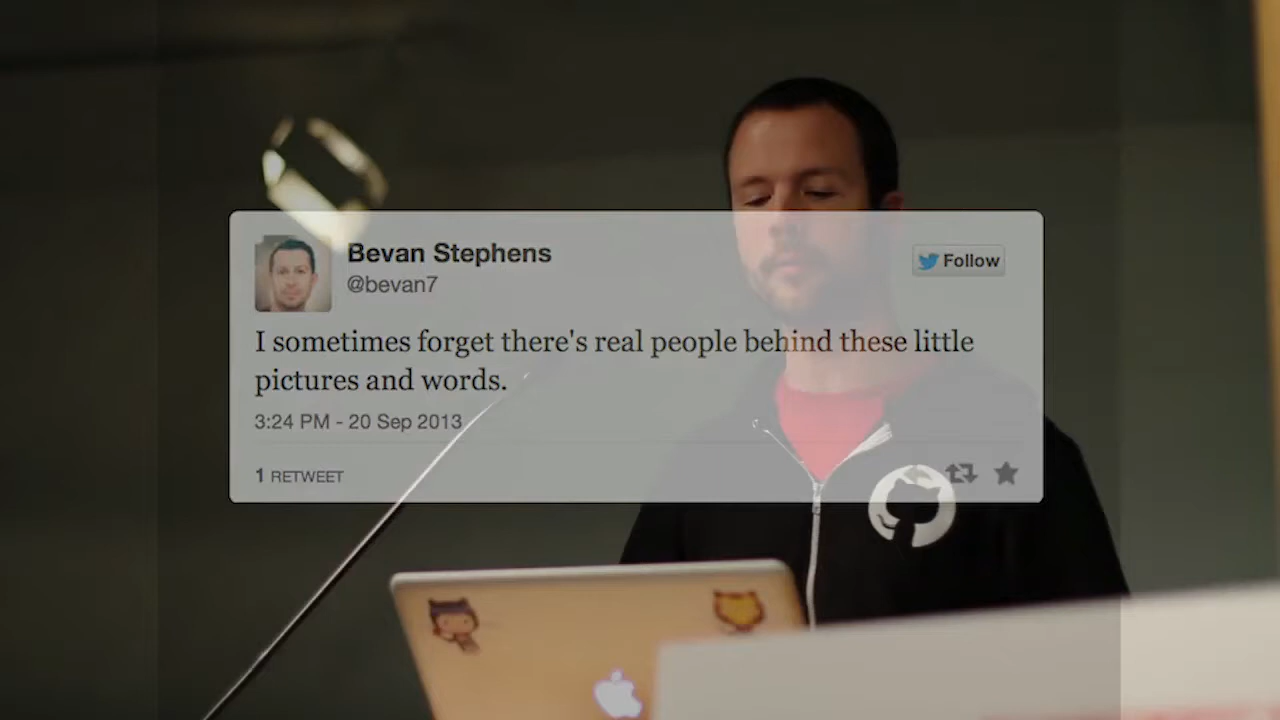 Bevan Stephens
@bevan7
Follow
I sometimes forget there's real people behind these little
pictures and words.
3:24 PM - 20 Sep 2013
1 RETWEET